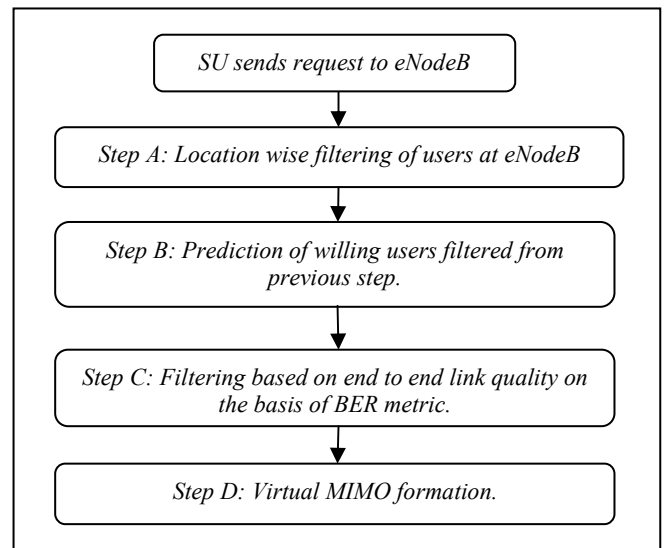 SU sends request to eNodeB
Step A: Location wise filtering of users at eNodeB
Step B: Prediction of willing users filtered from
previous step.
Step C: Filtering based on end to end link quality on
the basis of BER metric.
Step D: Virtual MIMO formation.